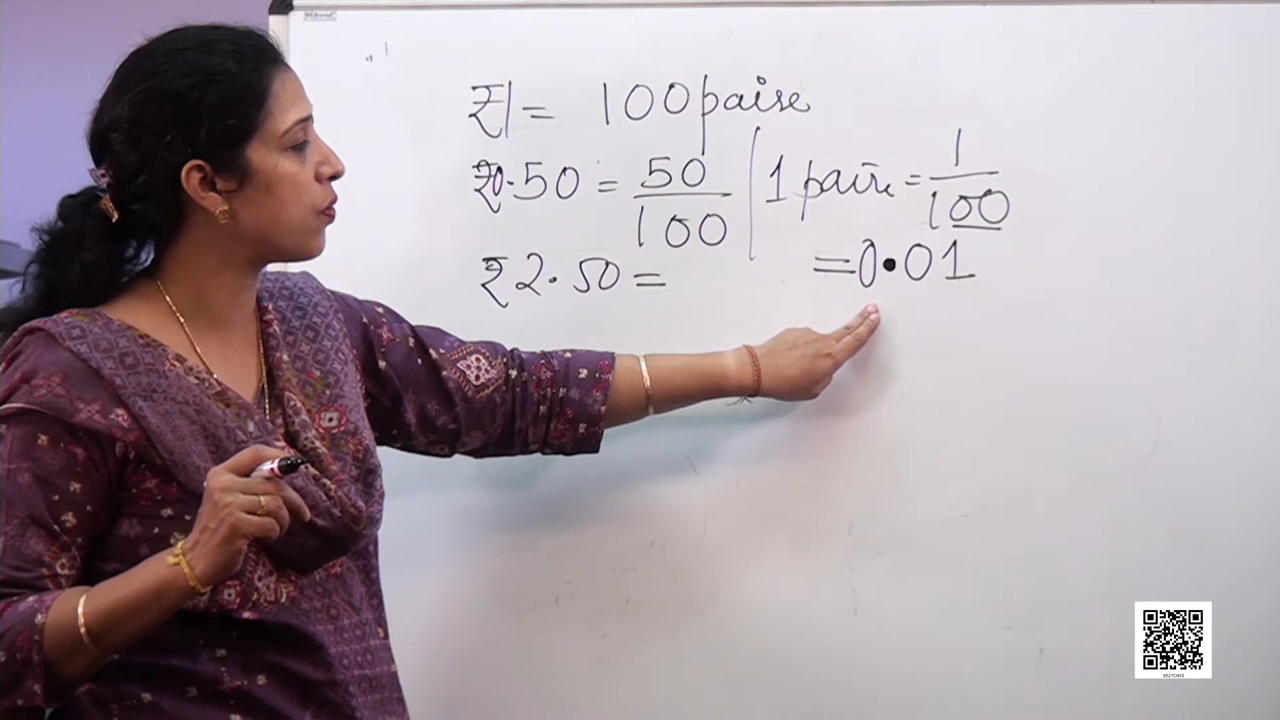 ₹1 = 100 paise
₹0.50 = 50/100 | 1 paise = 1/100
₹2.50 = = 0.01